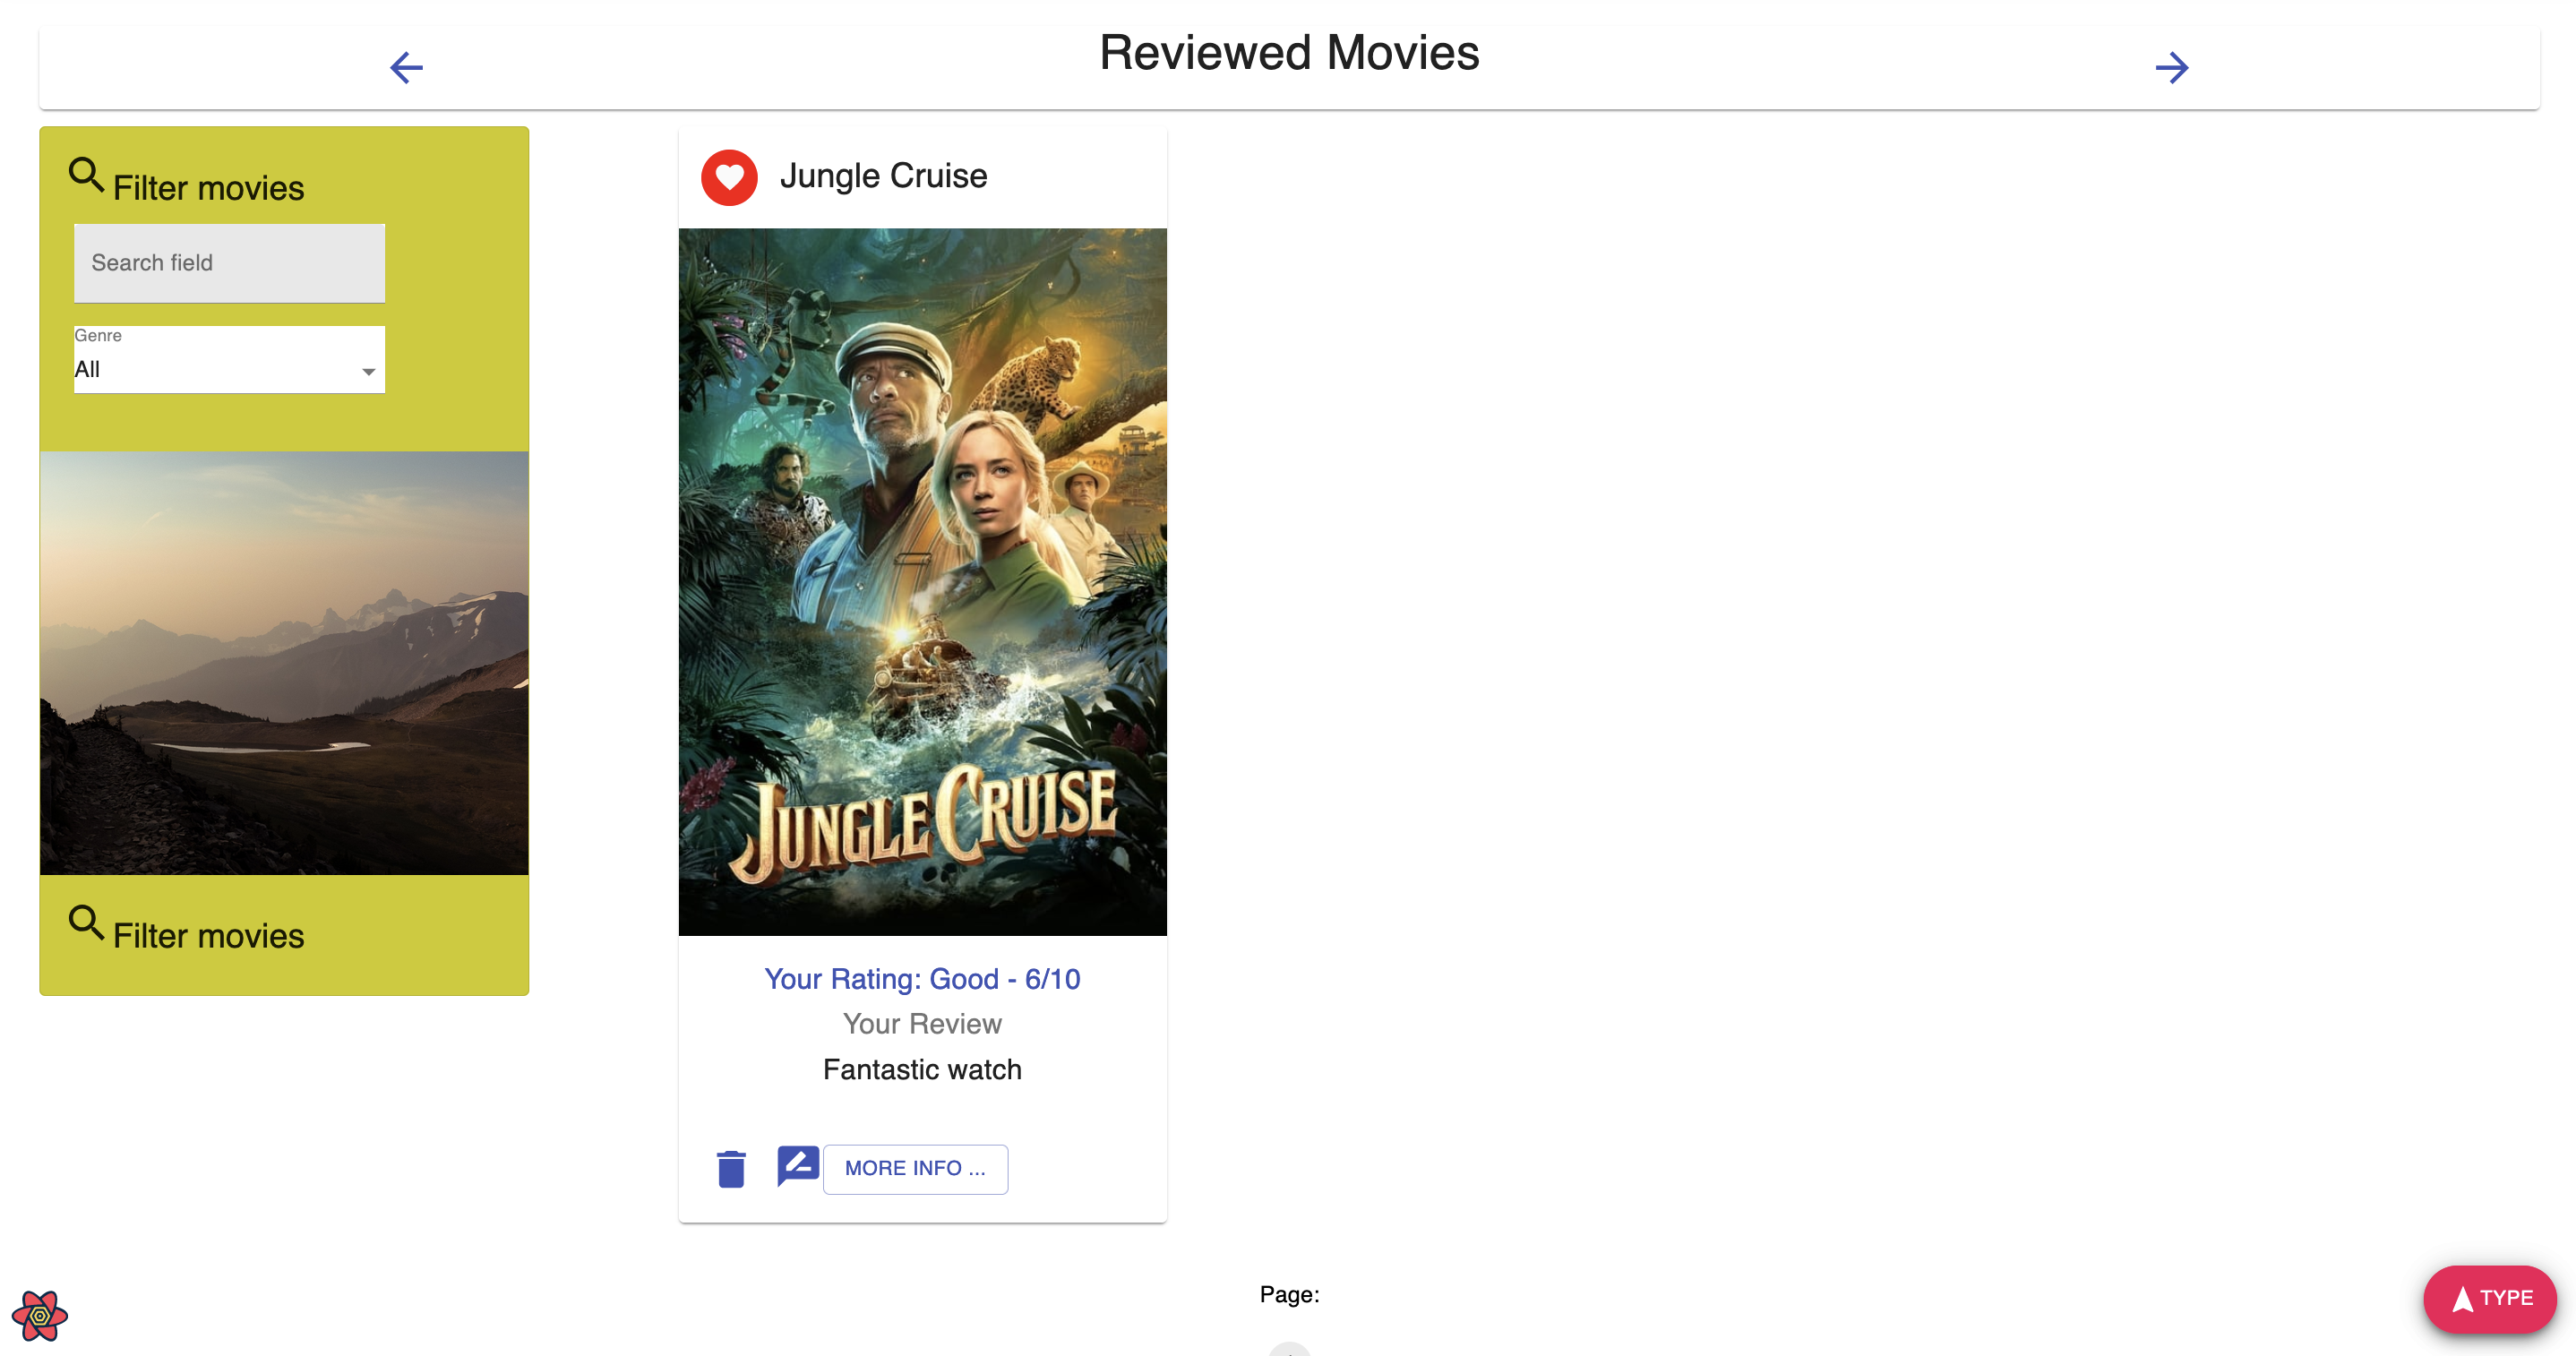 Reviewed Movies
Filter movies
Search field
Genre
All
Filter movies
Jungle Cruise
JUNGLE CRUISE
Your Rating: Good - 6/10
Your Review
Fantastic watch
MORE INFO ...
Page:
TYPE